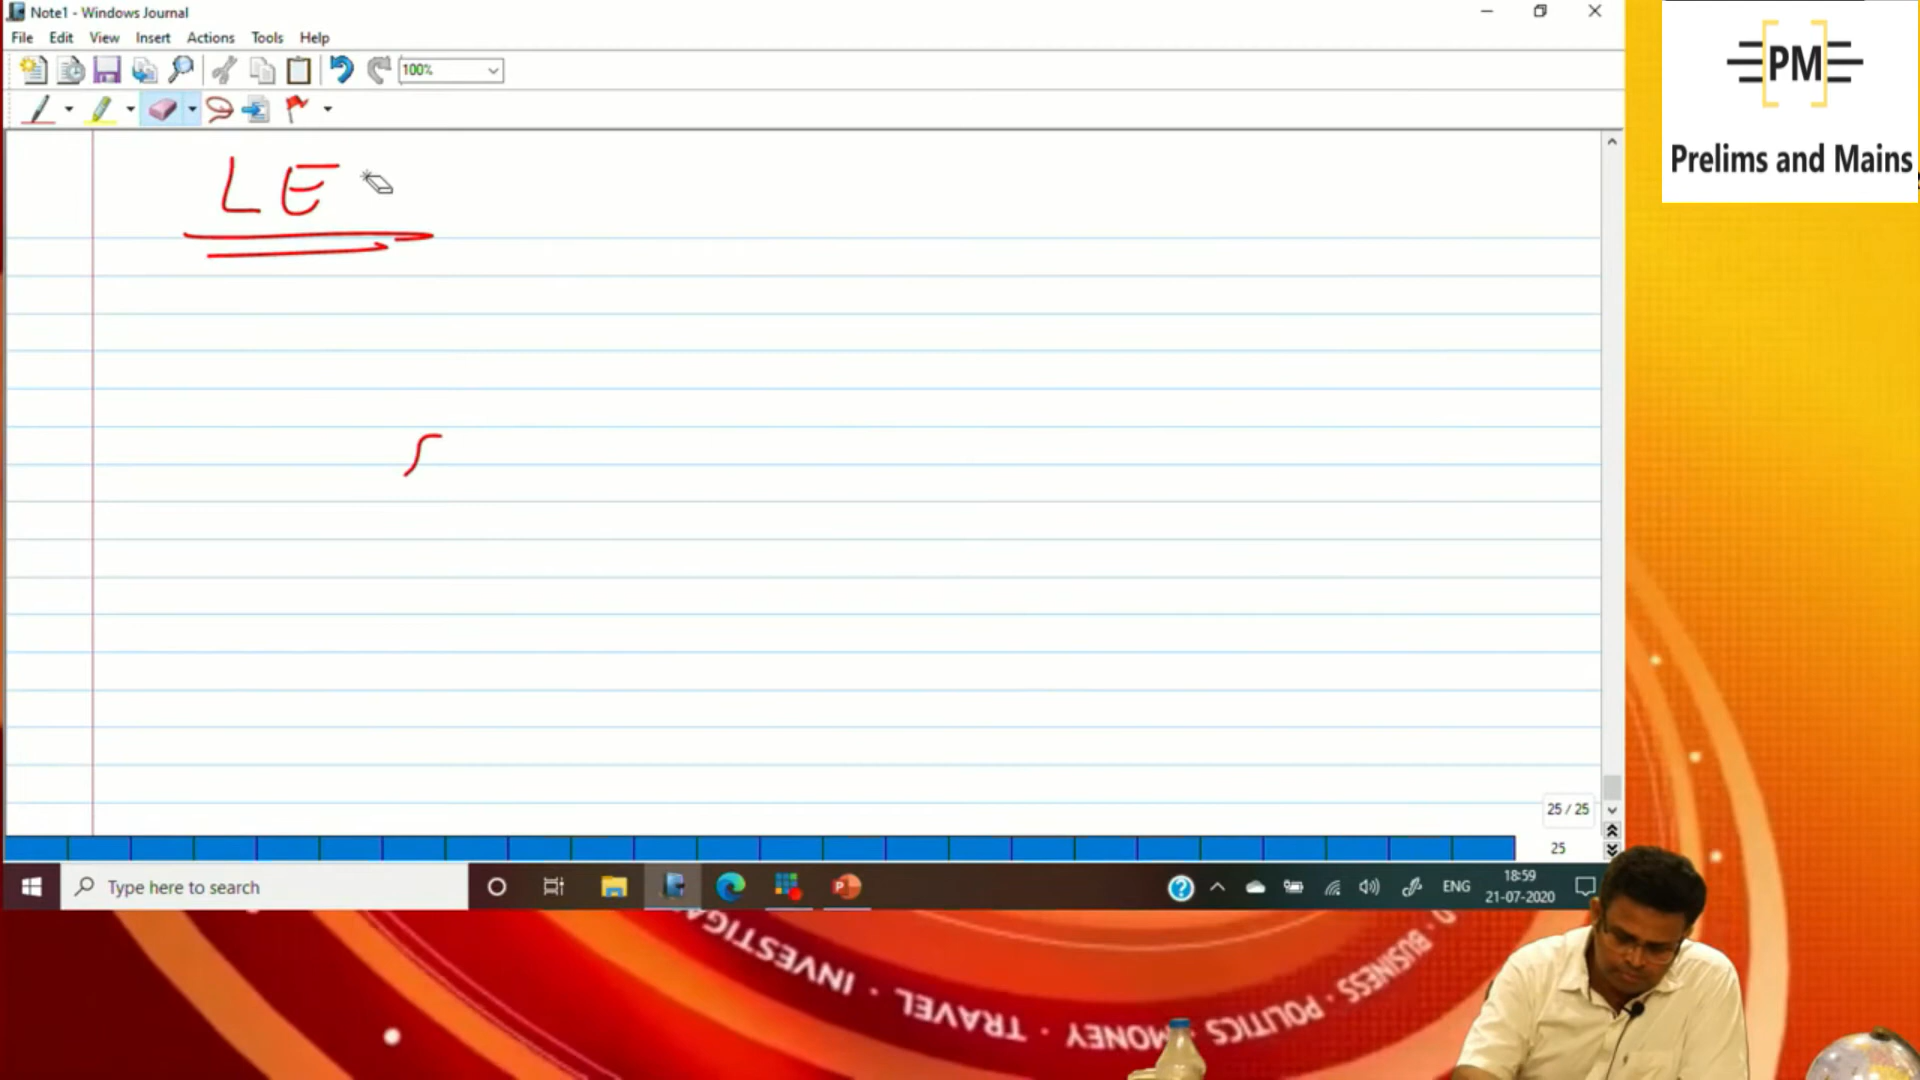 Note1 - Windows Journal
File Edit View Insert Actions Tools Help
100%
PM
Prelims and Mains
L E
25 / 25
25
Type here to search
ENG
18:59
21-07-2020
INVESTIGA
TRAVEL · MONEY · POLITICS · BUSINESS ·